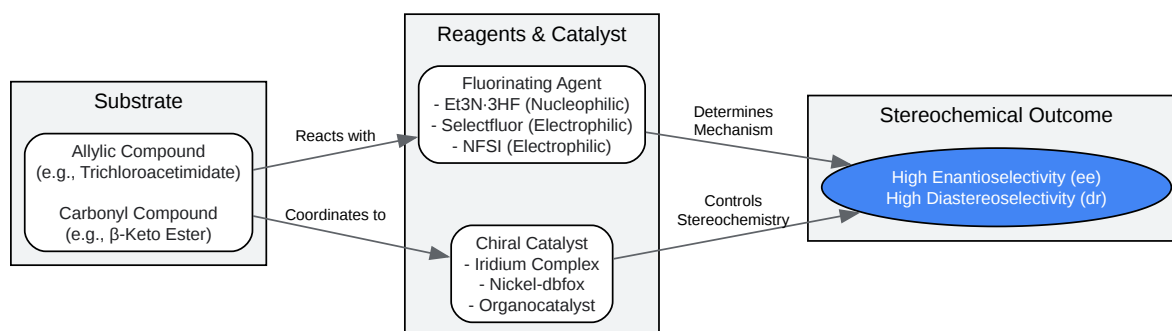 Substrate
Allylic Compound
(e.g., Trichloroacetimidate)
Carbonyl Compound
(e.g., β-Keto Ester)
Reacts with
Coordinates to
Reagents & Catalyst
Fluorinating Agent
- Et3N·3HF (Nucleophilic)
- Selectfluor (Electrophilic)
- NFSI (Electrophilic)
Chiral Catalyst
- Iridium Complex
- Nickel-dbfox
- Organocatalyst
Determines
Mechanism
Controls
Stereochemistry
Stereochemical Outcome
High Enantioselectivity (ee)
High Diastereoselectivity (dr)